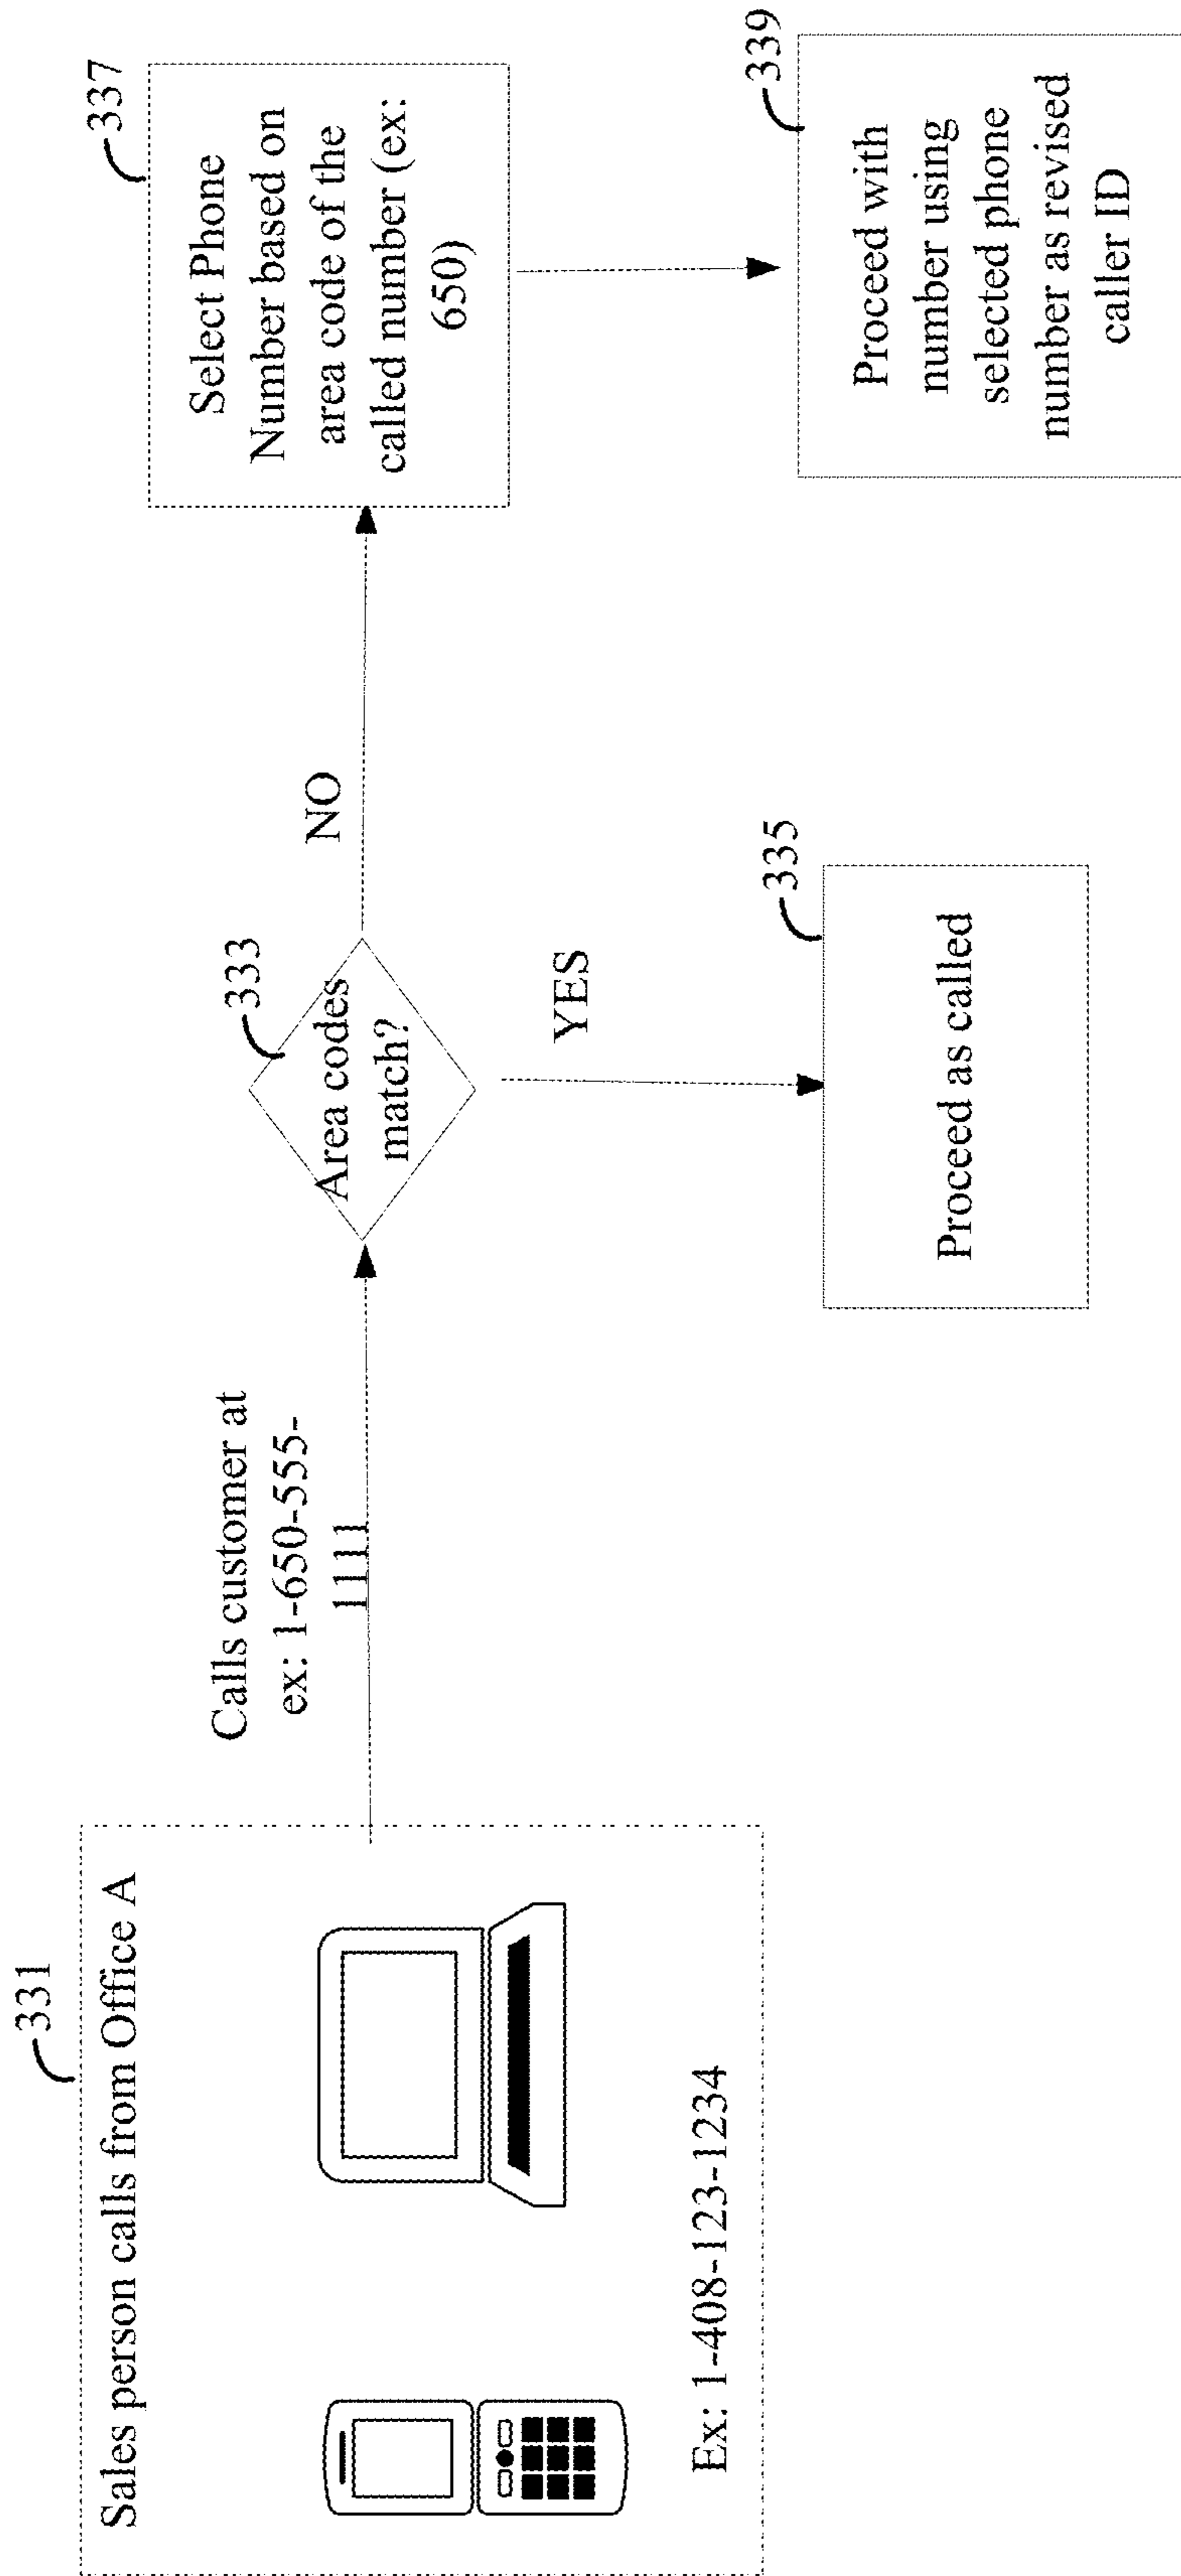 331
Sales person calls from Office A
Ex: 1-408-123-1234
Calls customer at
ex: 1-650-555-
1111
333
Area codes
match?
NO
YES
335
Proceed as called
337
Select Phone
Number based on
area code of the
called number (ex:
650)
339
Proceed with
number using
selected phone
number as revised
caller ID